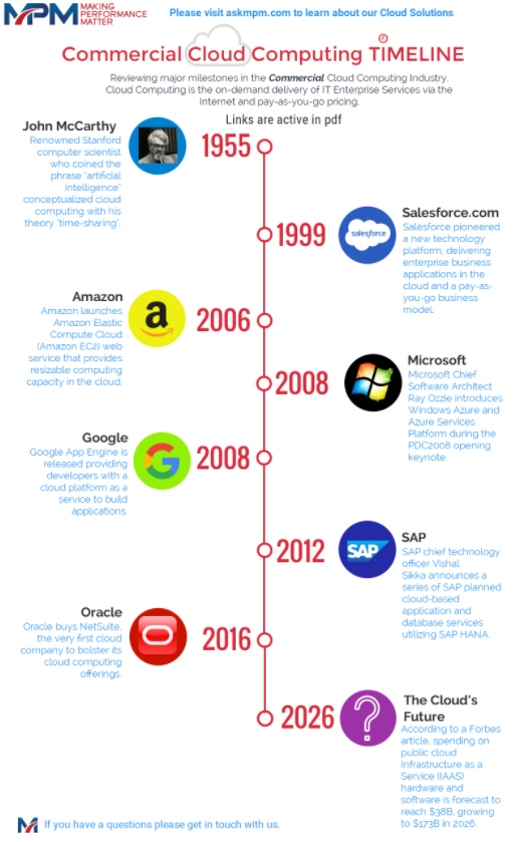 MPM MAKING
PERFORMANCE
MATTER
Please visit askmpm.com to learn about our Cloud Solutions
Commercial Cloud Computing TIMELINE
Reviewing major milestones in the Commercial Cloud Computing Industry.
Cloud Computing is the on-demand delivery of IT Enterprise Services via the
Internet and pay-as-you-go pricing.
Links are active in pdf
John McCarthy
Renowned Stanford
computer scientist
who coined the
phrase "artificial
intelligence"
conceptualized cloud
computing with his
theory "time-sharing".
1955
1999
salesforce
Salesforce.com
Salesforce pioneered
a new technology
platform, delivering
enterprise business
applications in the
cloud and a pay-as-
you-go business
model.
Amazon
Amazon launches
Amazon Elastic
Compute Cloud
(Amazon EC2) web
service that provides
resizable computing
capacity in the cloud.
a
2006
2008
Microsoft
Microsoft Chief
Software Architect
Ray Ozzie introduces
Windows Azure and
Azure Services
Platform during the
PDC2008 opening
keynote.
Google
Google App Engine is
released providing
developers with a
cloud platform as a
service to build
applications.
G
2008
2012
SAP
SAP
SAP chief technology
officer Vishal
Sikka announces a
series of SAP planned
cloud-based
application and
database services
utilizing SAP HANA.
Oracle
Oracle buys NetSuite,
the very first cloud
company to bolster its
cloud computing
offerings.
2016
2026
?
The Cloud's
Future
According to a Forbes
article, spending on
public cloud
Infrastructure as a
Service (IAAS)
hardware and
software is forecast to
reach $38B, growing
to $173B in 2026.
M If you have a questions please get in touch with us.